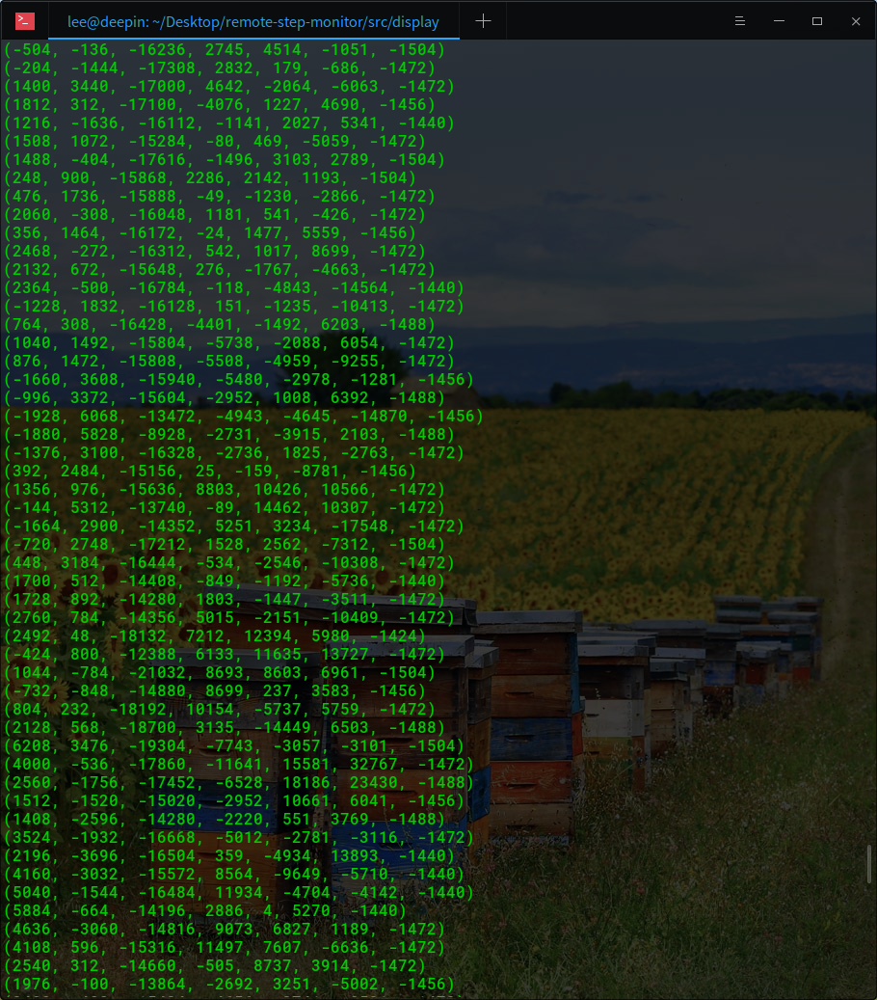 lee@deepin: ~/Desktop/remote-step-monitor/src/display
(-504, -136, -16236, 2745, 4514, -1051, -1504)
(-204, -1444, -17308, 2832, 179, -686, -1472)
(1400, 3440, -17000, 4642, -2064, -6063, -1472)
(1812, 312, -17100, -4076, 1227, 4690, -1456)
(1216, -1636, -16112, -1141, 2027, 5341, -1440)
(1508, 1072, -15284, -80, 469, -5059, -1472)
(1488, -404, -17616, -1496, 3103, 2789, -1504)
(248, 900, -15868, 2286, 2142, 1193, -1504)
(476, 1736, -15888, -49, -1230, -2866, -1472)
(2060, -308, -16048, 1181, 541, -426, -1472)
(356, 1464, -16172, -24, 1477, 5559, -1456)
(2468, -272, -16312, 542, 1017, 8699, -1472)
(2132, 672, -15648, 276, -1767, -4663, -1472)
(2364, -500, -16784, -118, -4843, -14564, -1440)
(-1228, 1832, -16128, 151, -1235, -10413, -1472)
(764, 308, -16428, -4401, -1492, 6203, -1488)
(1040, 1492, -15804, -5738, -2088, 6054, -1472)
(876, 1472, -15808, -5508, -4959, -9255, -1472)
(-1660, 3608, -15940, -5480, -2978, -1281, -1456)
(-996, 3372, -15604, -2952, 1008, 6392, -1488)
(-1928, 6068, -13472, -4943, -4645, -14870, -1456)
(-1880, 5828, -8928, -2731, -3915, 2103, -1488)
(-1376, 3100, -16328, -2736, 1825, -2763, -1472)
(392, 2484, -15156, 25, -159, -8781, -1456)
(1356, 976, -15636, 8803, 10426, 10566, -1472)
(-144, 5312, -13740, -89, 14462, 10307, -1472)
(-1664, 2900, -14352, 5251, 3234, -17548, -1472)
(-720, 2748, -17212, 1528, 2562, -7312, -1504)
(448, 3184, -16444, -534, -2546, -10308, -1472)
(1700, 512, -14408, -849, -1192, -5736, -1440)
(1728, 892, -14280, 1803, -1447, -3511, -1472)
(2760, 784, -14356, 5015, -2151, -10409, -1472)
(2492, 48, -18132, 7212, 12394, 5980, -1424)
(-424, 800, -12388, 6133, 11635, 13727, -1472)
(1044, -784, -21032, 8693, 8603, 6961, -1504)
(-732, -848, -14880, 8699, 237, 3583, -1456)
(804, 232, -18192, 10154, -5737, 5759, -1472)
(2128, 568, -18700, 3135, -14449, 6503, -1488)
(6208, 3476, -19304, -7743, -3057, -3101, -1504)
(4000, -536, -17860, -11641, 15581, 32767, -1472)
(2560, -1756, -17452, -6528, 18186, 23430, -1488)
(1512, -1520, -15020, -2952, 10661, 6041, -1456)
(1408, -2596, -14280, -2220, 551, 3769, -1488)
(3524, -1932, -16668, -5012, -2781, -3116, -1472)
(2196, -3696, -16504, 359, -4934, 13893, -1440)
(4160, -3032, -15572, 8564, -9649, -5710, -1440)
(5040, -1544, -16484, 11934, -4704, -4142, -1440)
(5884, -664, -14196, 2886, 4, 5270, -1440)
(4636, -3060, -14816, 9073, 6827, 1189, -1472)
(4108, 596, -15316, 11497, 7607, -6636, -1472)
(2540, 312, -14660, -505, 8737, 3914, -1472)
(1976, -100, -13864, -2692, 3251, -5002, -1456)